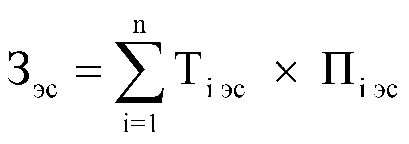 З эс = n ∑ i=1 T i эс × П i эс